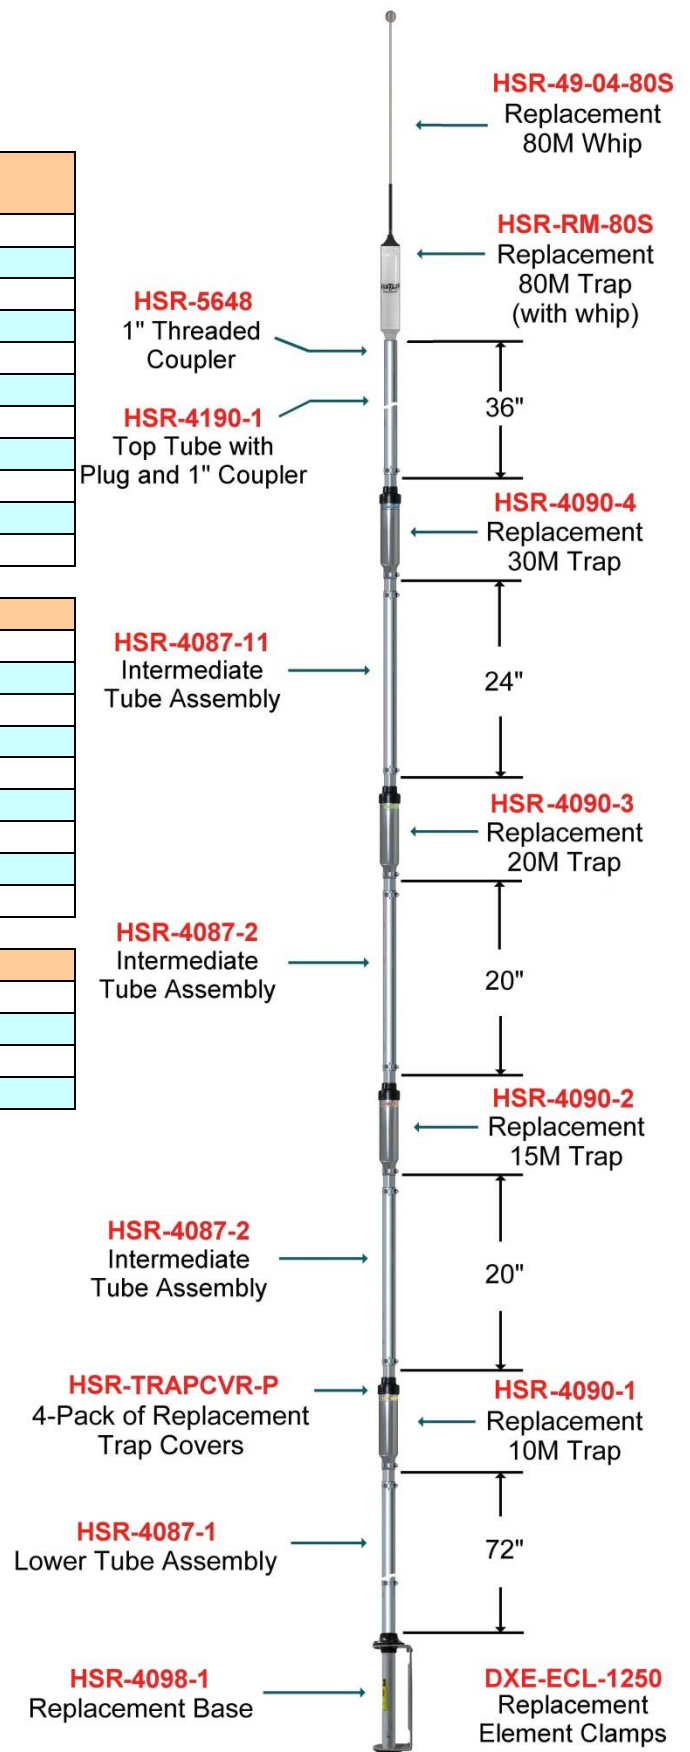 HSR-49-04-80S
Replacement
80M Whip
HSR-RM-80S
Replacement
80M Trap
(with whip)
HSR-5648
1" Threaded
Coupler
36"
HSR-4190-1
Top Tube with
Plug and 1" Coupler
HSR-4090-4
Replacement
30M Trap
HSR-4087-11
Intermediate
Tube Assembly
24"
HSR-4090-3
Replacement
20M Trap
HSR-4087-2
Intermediate
Tube Assembly
20"
HSR-4090-2
Replacement
15M Trap
HSR-4087-2
Intermediate
Tube Assembly
20"
HSR-TRAPCVR-P
4-Pack of Replacement
Trap Covers
HSR-4090-1
Replacement
10M Trap
HSR-4087-1
Lower Tube Assembly
72"
HSR-4098-1
Replacement Base
DXE-ECL-1250
Replacement
Element Clamps